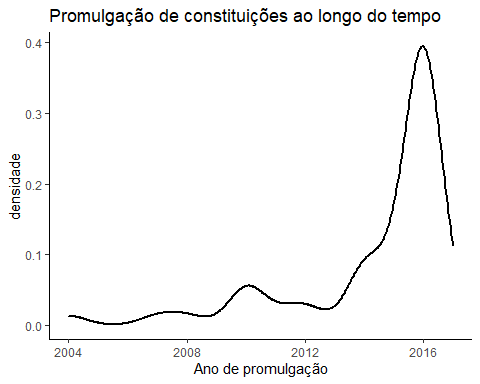 Promulgação de constituições ao longo do tempo
0.4
0.3
0.2
0.1
0.0
densidade
2004 2008 2012 2016
Ano de promulgação